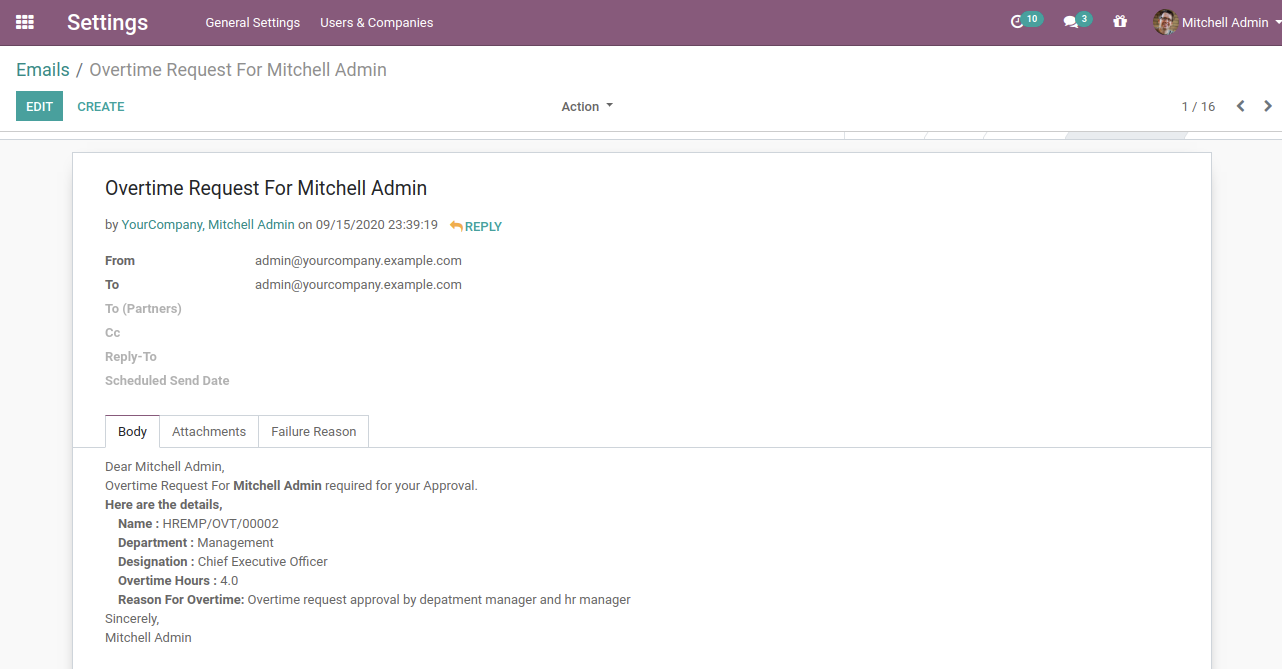 Settings General Settings Users & Companies 10 3 Mitchell Admin
Emails / Overtime Request For Mitchell Admin
EDIT CREATE Action 1 / 16
Overtime Request For Mitchell Admin
by YourCompany, Mitchell Admin on 09/15/2020 23:39:19 REPLY
From admin@yourcompany.example.com
To admin@yourcompany.example.com
To (Partners)
Cc
Reply-To
Scheduled Send Date
Body Attachments Failure Reason
Dear Mitchell Admin,
Overtime Request For Mitchell Admin required for your Approval.
Here are the details,
Name : HREMP/OVT/00002
Department : Management
Designation : Chief Executive Officer
Overtime Hours : 4.0
Reason For Overtime: Overtime request approval by depatment manager and hr manager
Sincerely,
Mitchell Admin